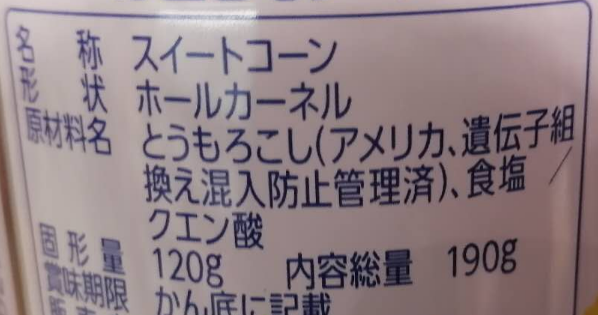 名称 スイートコーン
形状 ホールカーネル
原材料名 とうもろこし(アメリカ、遺伝子組
換え混入防止管理済)、食塩/
クエン酸
固形量 120g 内容総量 190g
賞味期限 かん底に記載